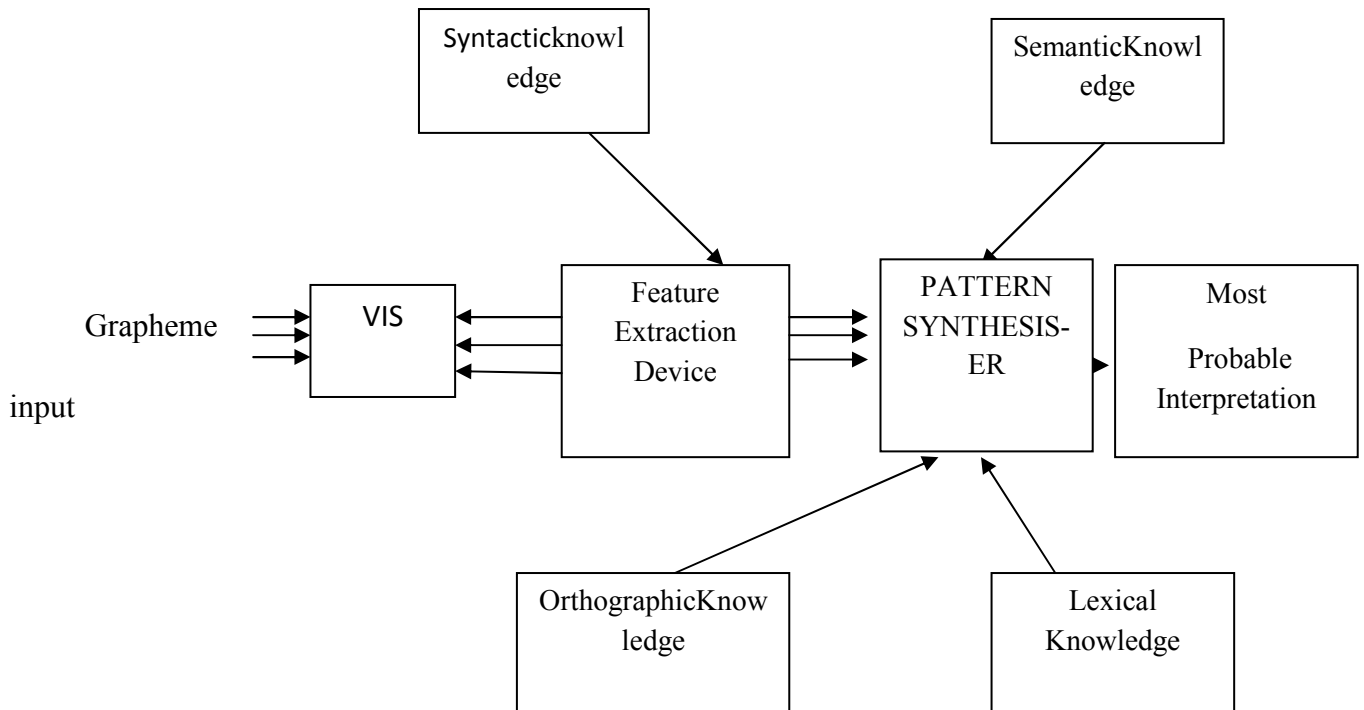 Syntacticknowl
edge
SemanticKnowl
edge
Grapheme
input
VIS
Feature
Extraction
Device
PATTERN
SYNTHESIS-
ER
Most
Probable
Interpretation
OrthographicKnow
ledge
Lexical
Knowledge